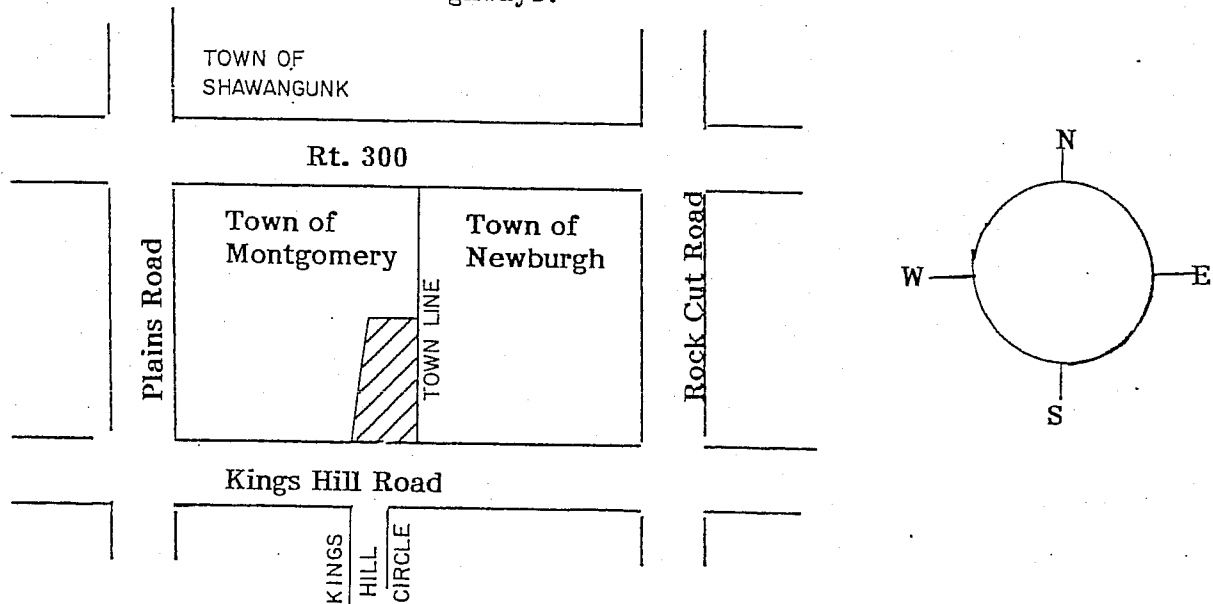 TOWN OF
SHAWANGUNK
Rt. 300
Town of
Montgomery
Town of
Newburgh
Plains Road
TOWN LINE
Rock Cut Road
Kings Hill Road
KINGS
HILL
CIRCLE
N
W
E
S